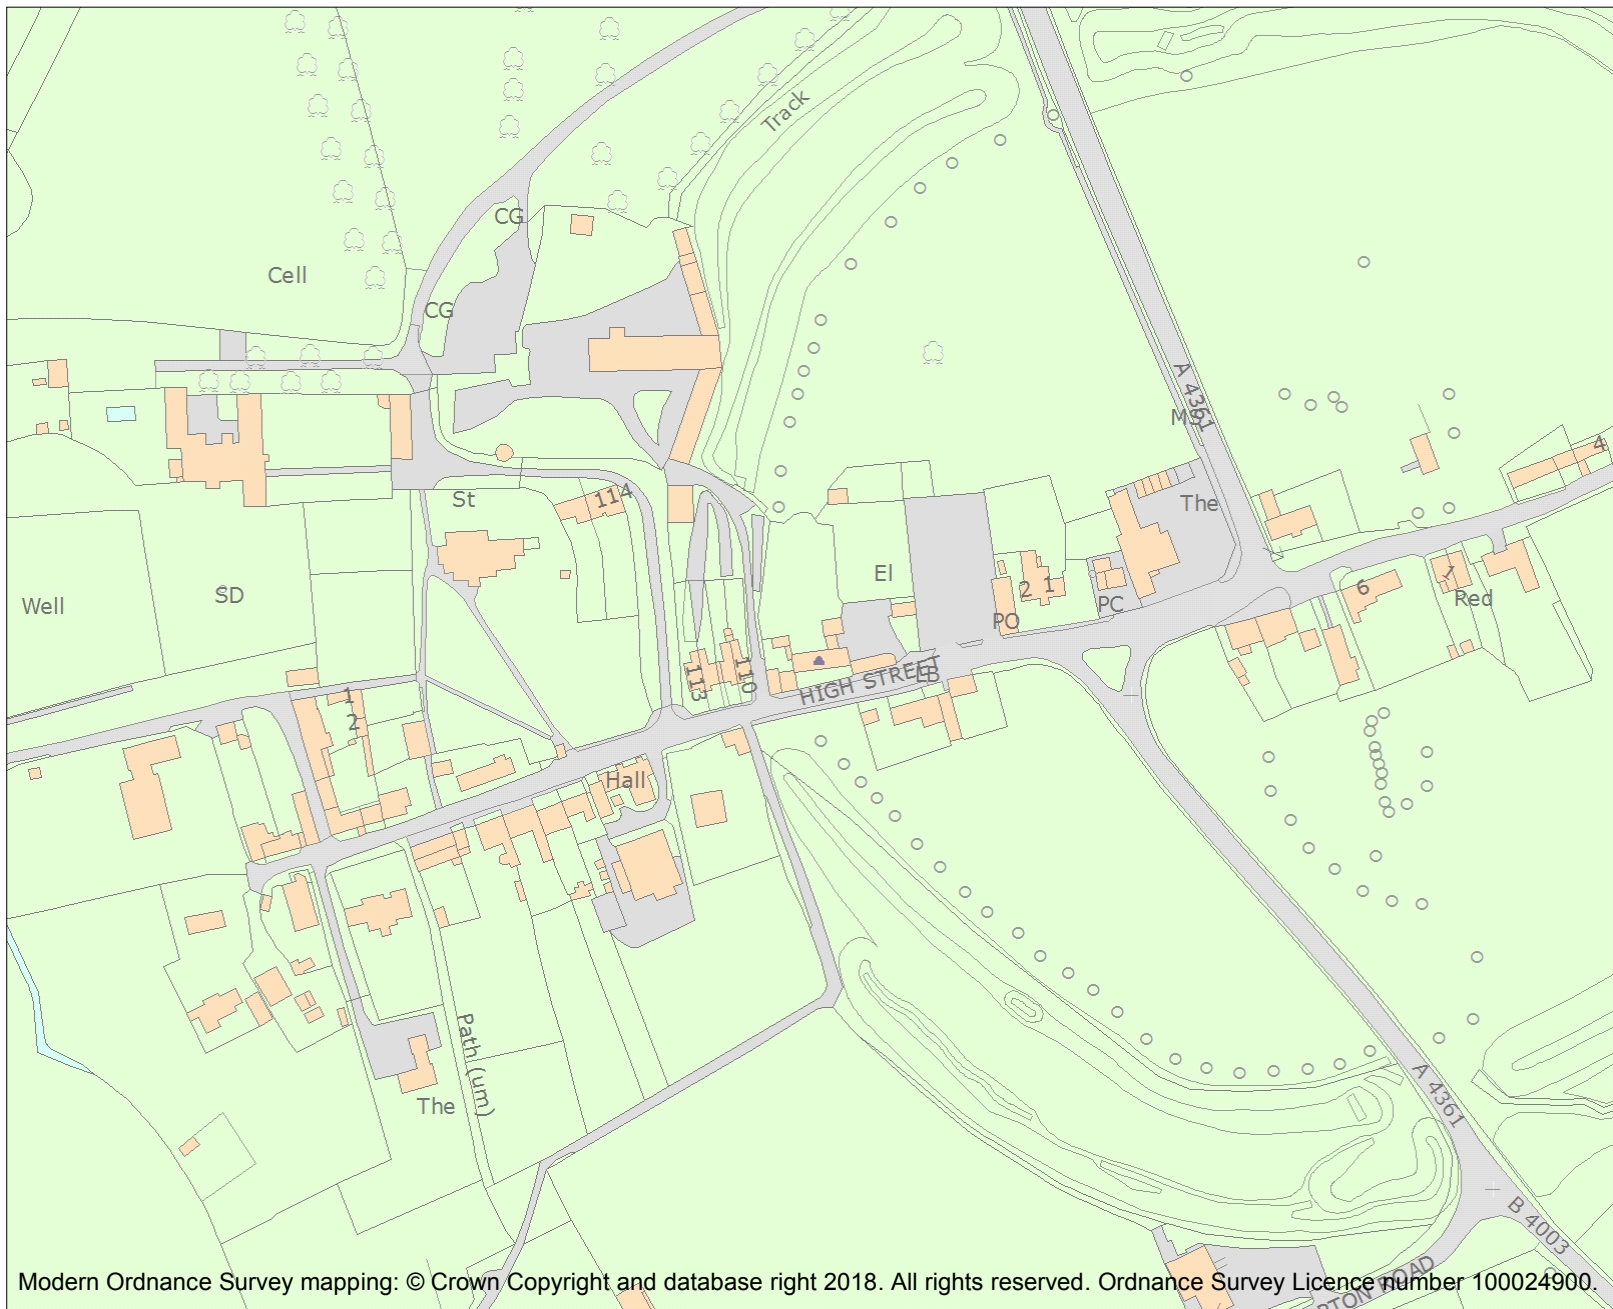 Track
CG
Cell
CG
A 4361
MS
4
114
St
The
El
SD
Well
2 1
PC
PO
6
1
Red
113
110
HIGH STREET
LB
1
2
Hall
Path (um)
The
A 4361
B 4003
Modern Ordnance Survey mapping: © Crown Copyright and database right 2018. All rights reserved. Ordnance Survey Licence number 100024900.